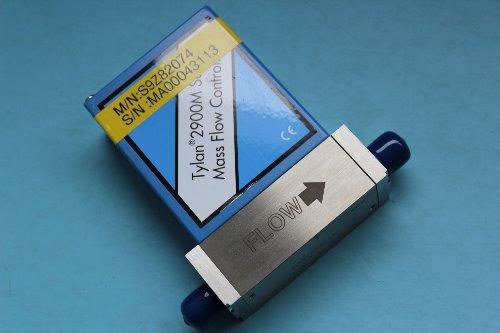 M/N:S9Z82074
S/N :MA00043113
Tylan® 2900M S
Mass Flow Control
CE
FLOW